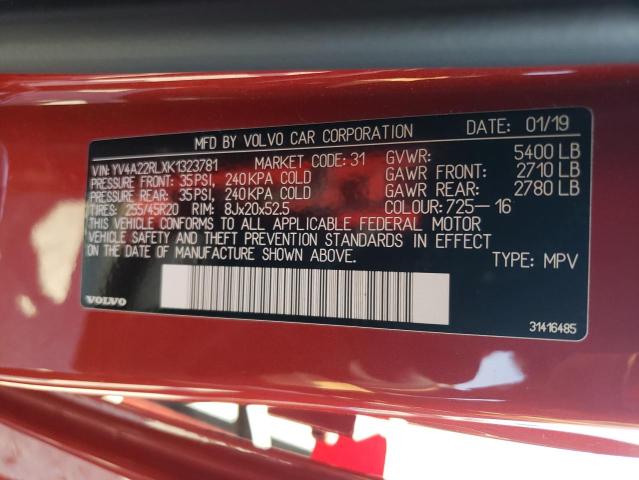 MFD BY VOLVO CAR CORPORATION DATE: 01/19
VIN: YV4A22RLXK1323781 MARKET CODE: 31 GVWR: 5400 LB
PRESSURE FRONT: 35PSI, 240KPA COLD GAWR FRONT: 2710 LB
PRESSURE REAR: 35PSI, 240KPA COLD GAWR REAR: 2780 LB
TIRES: 255/45R20 RIM: 8Jx20x52.5 COLOUR: 725-16
THIS VEHICLE CONFORMS TO ALL APPLICABLE FEDERAL MOTOR
VEHICLE SAFETY AND THEFT PREVENTION STANDARDS IN EFFECT
ON THE DATE OF MANUFACTURE SHOWN ABOVE. TYPE: MPV
VOLVO
31416485